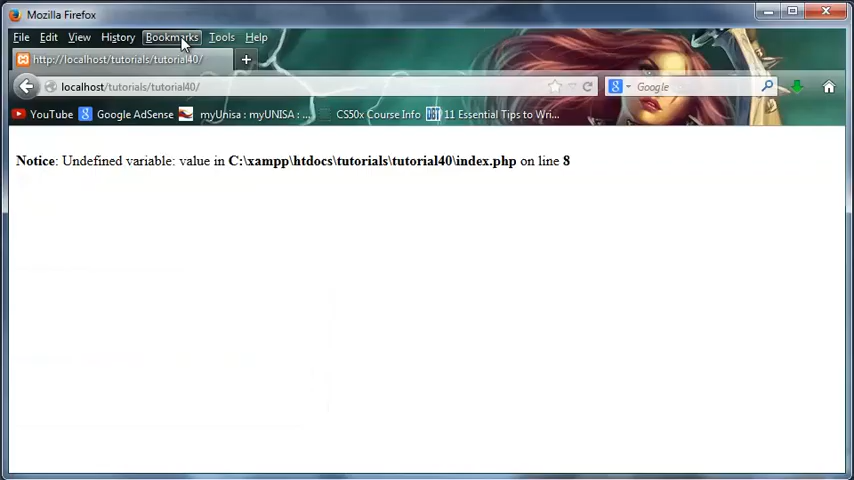 Mozilla Firefox
File Edit View History Bookmarks Tools Help
http://localhost/tutorials/tutorial40/ +
localhost/tutorials/tutorial40/ Google
YouTube Google AdSense myUnisa : myUNISA : ... CS50x Course Info 11 Essential Tips to Wri...
Notice: Undefined variable: value in C:\xampp\htdocs\tutorials\tutorial40\index.php on line 8